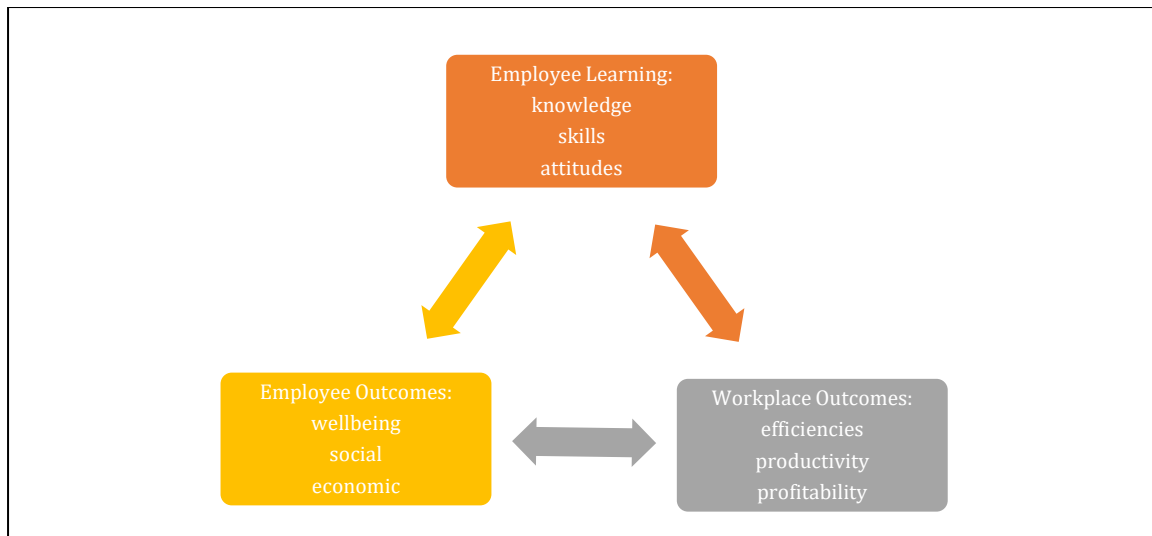 Employee Learning:
knowledge
skills
attitudes
Employee Outcomes:
wellbeing
social
economic
Workplace Outcomes:
efficiencies
productivity
profitability